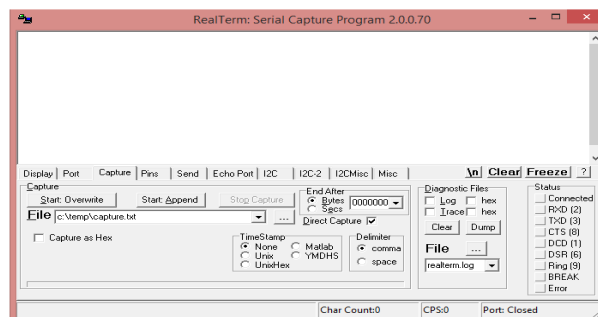 RealTerm: Serial Capture Program 2.0.0.70
Display Port Capture Pins Send Echo Port I2C I2C-2 I2CMisc Misc \n Clear Freeze ?
Capture
Start: Overwrite Start: Append Stop Capture
End After
Bytes
Secs
0000000
File c:\temp\capture.txt ...
Direct Capture
Capture as Hex
TimeStamp
None Matlab
Unix YMDHS
UnixHex
Delimiter
comma
space
Diagnostic Files
Log hex
Trace hex
Clear Dump
File ...
realterm.log
Status
Connected
RXD (2)
TXD (3)
CTS (8)
DCD (1)
DSR (6)
Ring (9)
BREAK
Error
Char Count:0 CPS:0 Port: Closed